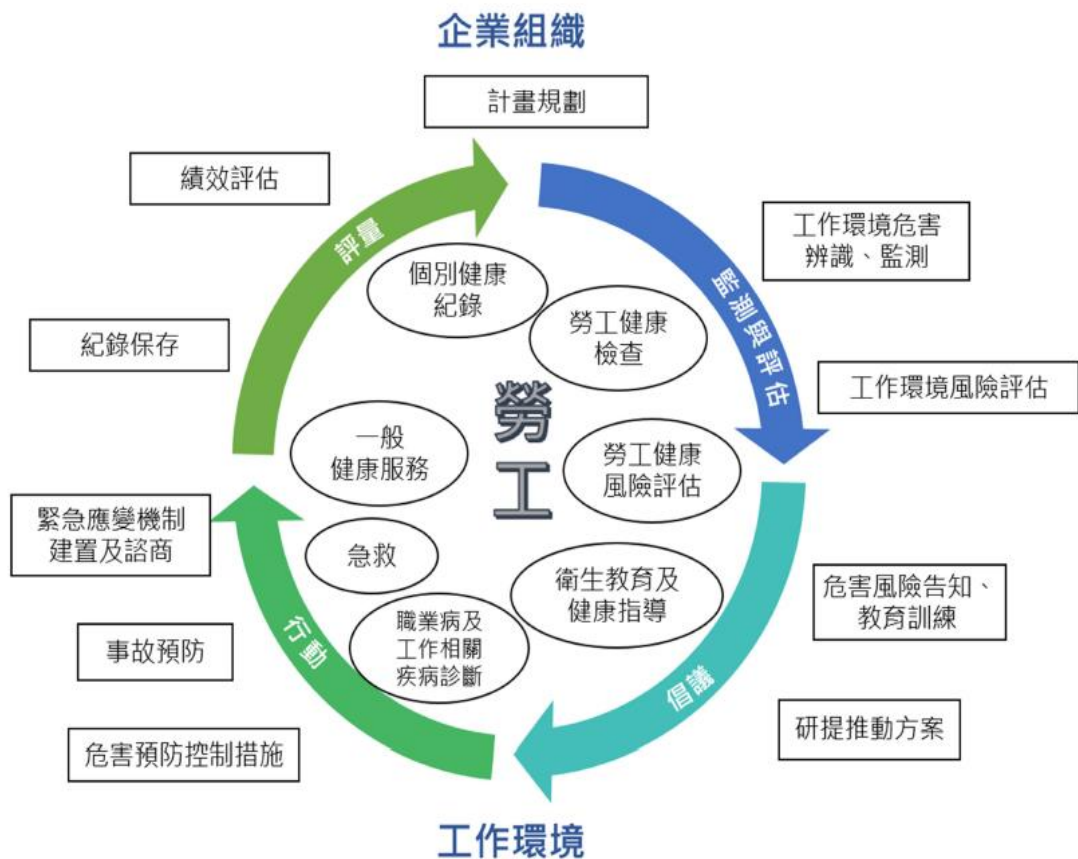 企業組織
計畫規劃
績效評估
評量
個別健康
紀錄
勞工健康
檢查
監測與評估
工作環境危害
辨識、監測
紀錄保存
工作環境風險評估
勞工
一般
健康服務
勞工健康
風險評估
緊急應變機制
建置及諮商
急救
衛生教育及
健康指導
危害風險告知、
教育訓練
事故預防
行動
職業病及
工作相關
疾病診斷
倡議
研提推動方案
危害預防控制措施
工作環境